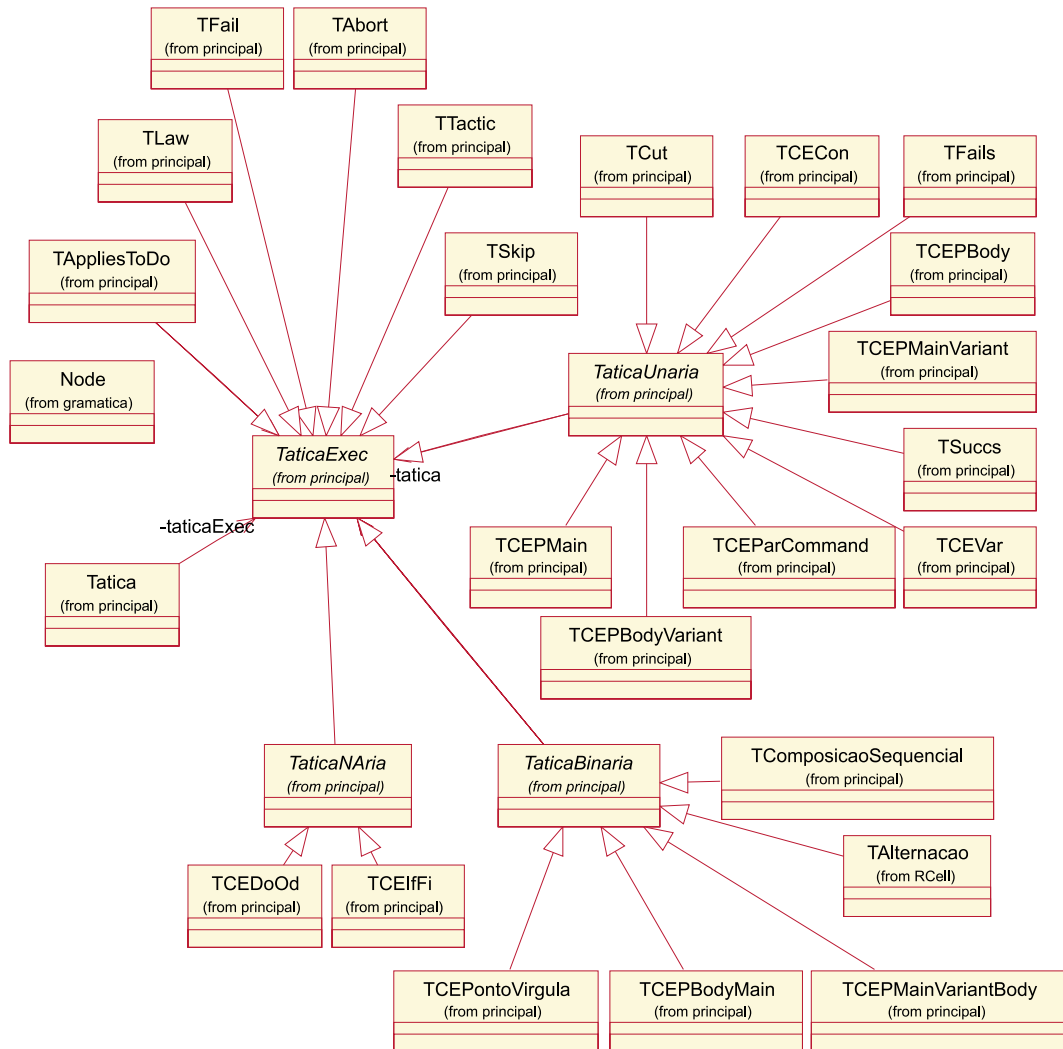 TFail
(from principal)
TAbort
(from principal)
TLaw
(from principal)
TTactic
(from principal)
TCut
(from principal)
TCECon
(from principal)
TFails
(from principal)
TAppliesToDo
(from principal)
TSkip
(from principal)
TCEPBody
(from principal)
Node
(from gramatica)
TaticaUnaria
(from principal)
TCEPMainVariant
(from principal)
TaticaExec
(from principal)
-tatica
TSuccs
(from principal)
-taticaExec
Tatica
(from principal)
TCEPMain
(from principal)
TCEParCommand
(from principal)
TCEVar
(from principal)
TCEPBodyVariant
(from principal)
TaticaNAria
(from principal)
TaticaBinaria
(from principal)
TComposicaoSequencial
(from principal)
TAlternacao
(from RCell)
TCEDoOd
(from principal)
TCEIfFi
(from principal)
TCEPontoVirgula
(from principal)
TCEPBodyMain
(from principal)
TCEPMainVariantBody
(from principal)